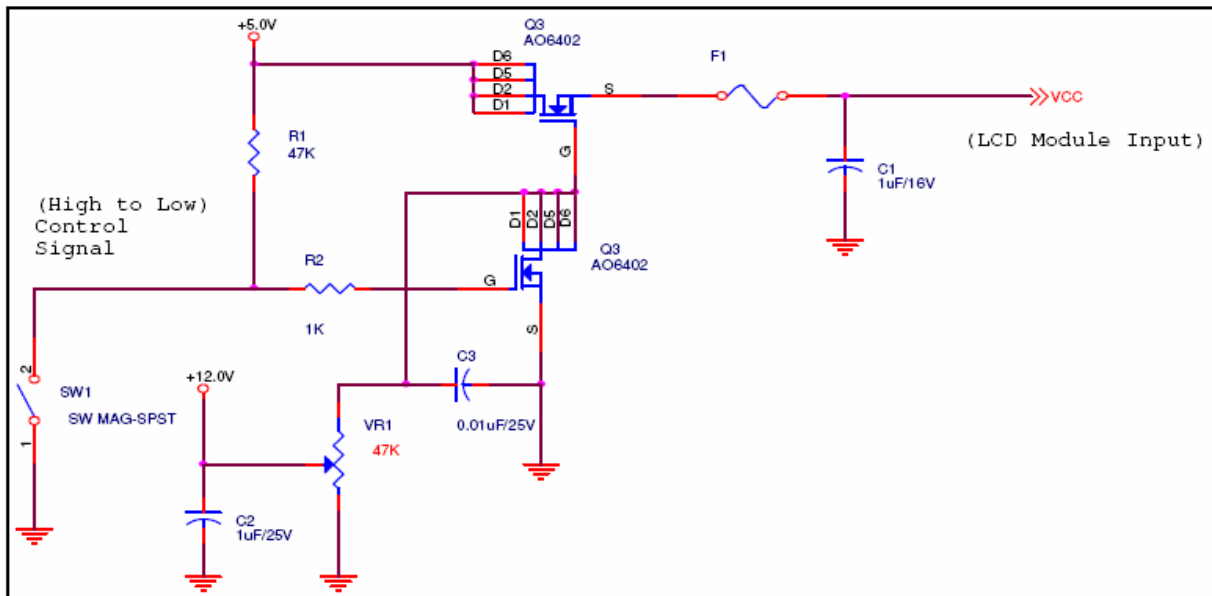 +5.0V
Q3
AO6402
D6
D5
D2
D1
S
G
F1
VCC
(LCD Module Input)
R1
47K
C1
1uF/16V
(High to Low)
Control
Signal
D1
D2
D5
D6
Q3
AO6402
R2
G
1K
S
2
SW1
SW MAG-SPST
1
+12.0V
C3
0.01uF/25V
VR1
47K
C2
1uF/25V